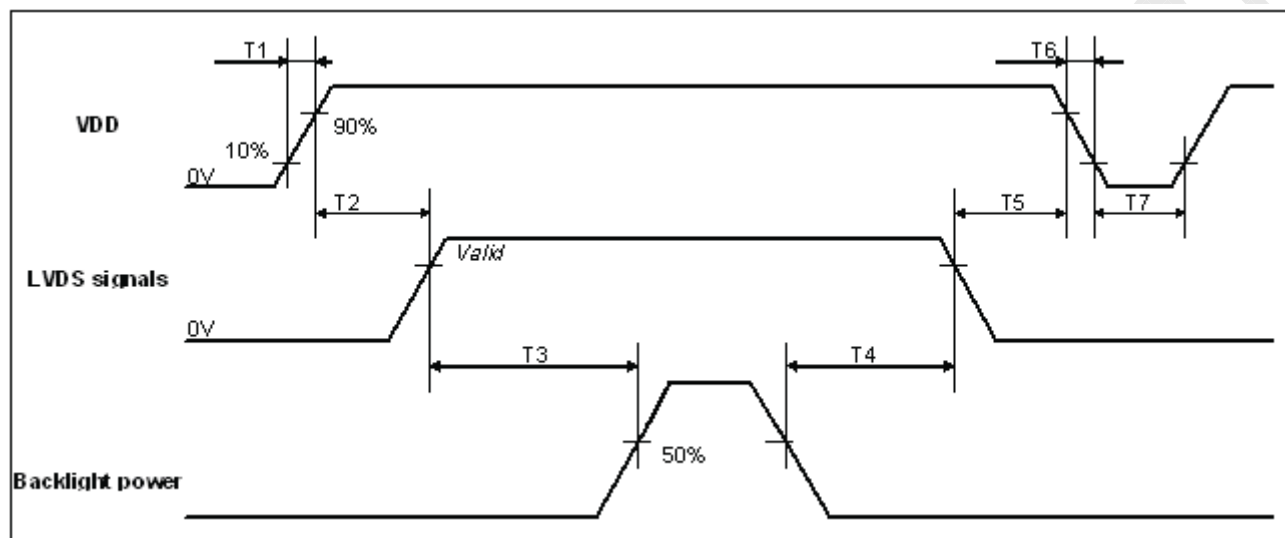 T1
T6
VDD
90%
10%
0V
T2
T5
T7
Valid
LVDS signals
0V
T3
T4
50%
Backlight power